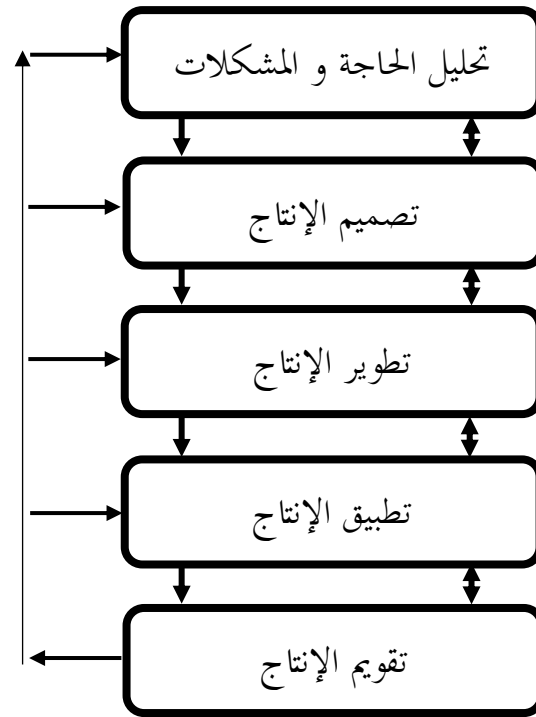 تحليل الحاجة و المشكلات
تصميم الإنتاج
تطوير الإنتاج
تطبيق الإنتاج
تقويم الإنتاج